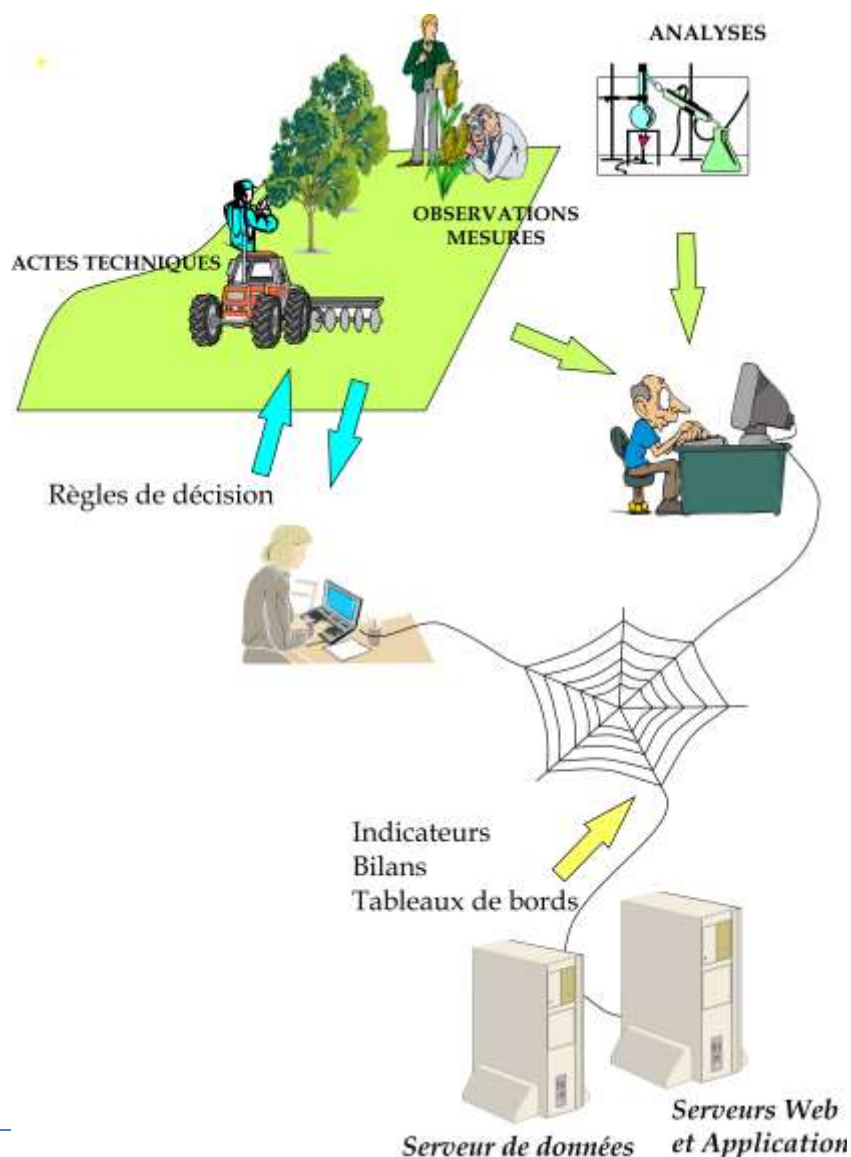 ANALYSES
OBSERVATIONS
MESURES
ACTES TECHNIQUES
Règles de décision
Indicateurs
Bilans
Tableaux de bords
Serveurs Web
et Application
Serveur de données